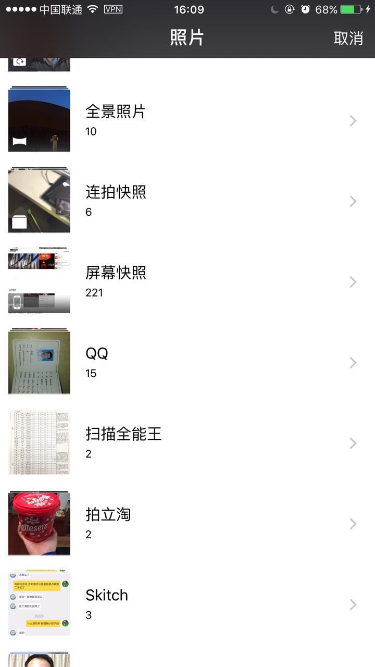 中国联通 VPN 16:09 68%
照片 取消
全景照片
10
连拍快照
6
屏幕快照
221
QQ
15
扫描全能王
2
拍立淘
2
Skitch
3